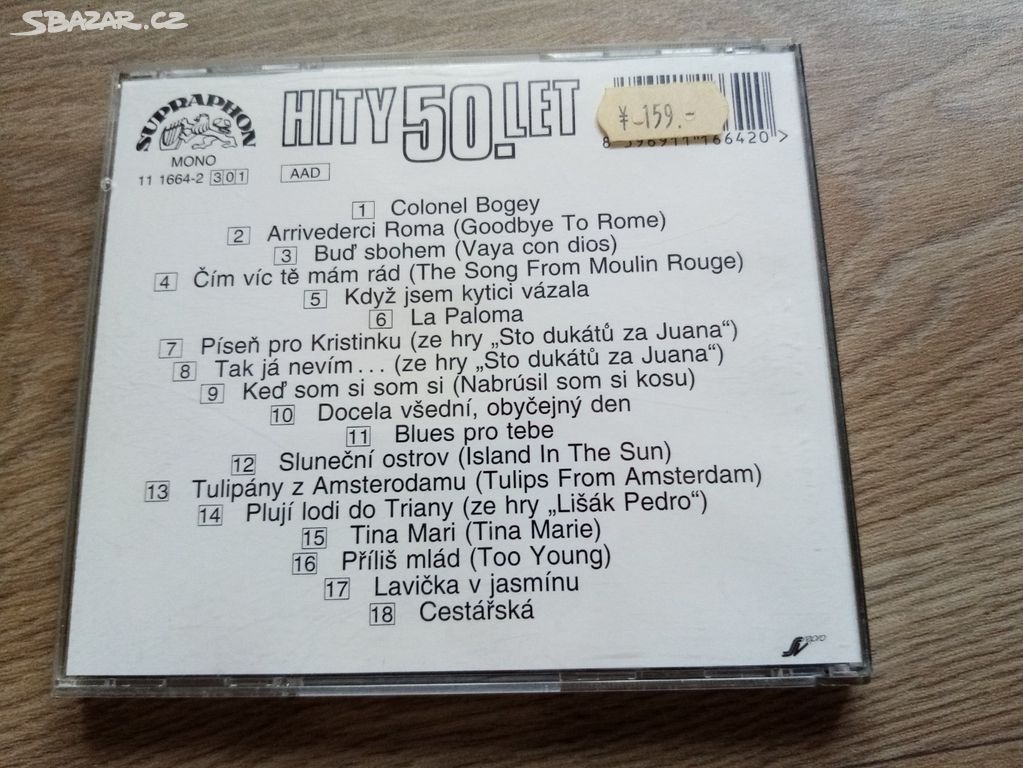 SBAZAR.CZ
SUPRAPHON
MONO
11 1664-2 301
HITY 50. LET
AAD
¥ -159.-
8 596911 166420 >
1 Colonel Bogey
2 Arrivederci Roma (Goodbye To Rome)
3 Buď sbohem (Vaya con dios)
4 Čím víc tě mám rád (The Song From Moulin Rouge)
5 Když jsem kytici vázala
6 La Paloma
7 Píseň pro Kristinku (ze hry „Sto dukátů za Juana“)
8 Tak já nevím... (ze hry „Sto dukátů za Juana“)
9 Keď som si som si (Nabrúsil som si kosu)
10 Docela všední, obyčejný den
11 Blues pro tebe
12 Sluneční ostrov (Island In The Sun)
13 Tulipány z Amsterodamu (Tulips From Amsterdam)
14 Plují lodi do Triany (ze hry „Lišák Pedro“)
15 Tina Mari (Tina Marie)
16 Příliš mlád (Too Young)
17 Lavička v jasmínu
18 Cestářská
repro